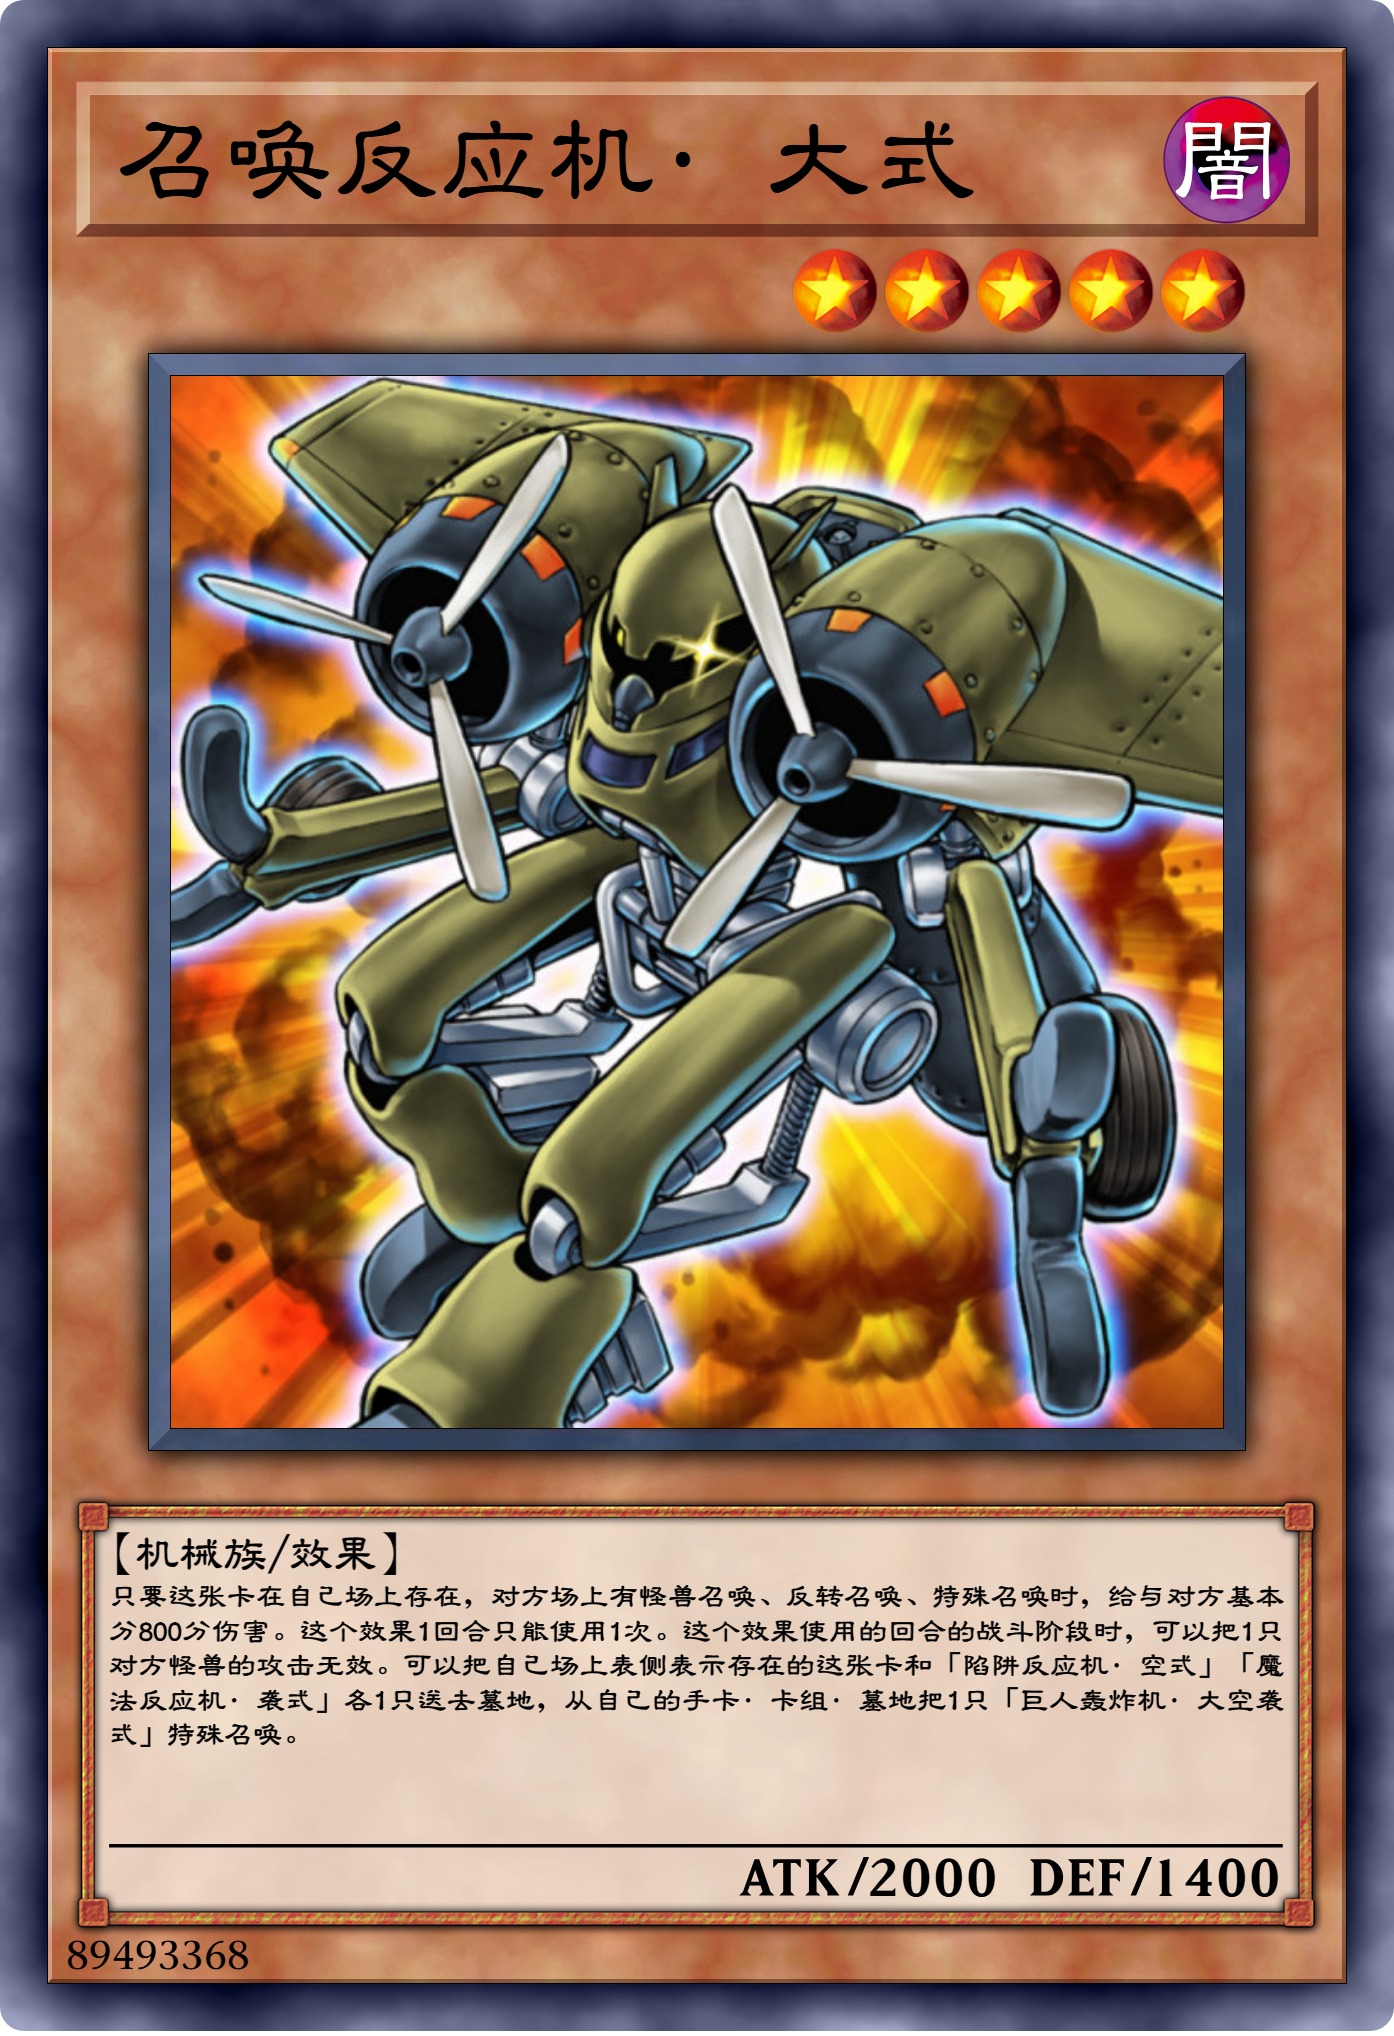 召唤反应机· 大式
闇
【机械族/效果】
只要这张卡在自己场上存在，对方场上有怪兽召唤、反转召唤、特殊召唤时，给与对方基本
分800分伤害。这个效果1回合只能使用1次。这个效果使用的回合的战斗阶段时，可以把1只
对方怪兽的攻击无效。可以把自己场上表侧表示存在的这张卡和「陷阱反应机· 空式」「魔
法反应机· 袭式」各1只送去墓地，从自己的手卡· 卡组· 墓地把1只「巨人轰炸机· 大空袭
式」特殊召唤。
ATK/2000 DEF/1400
89493368